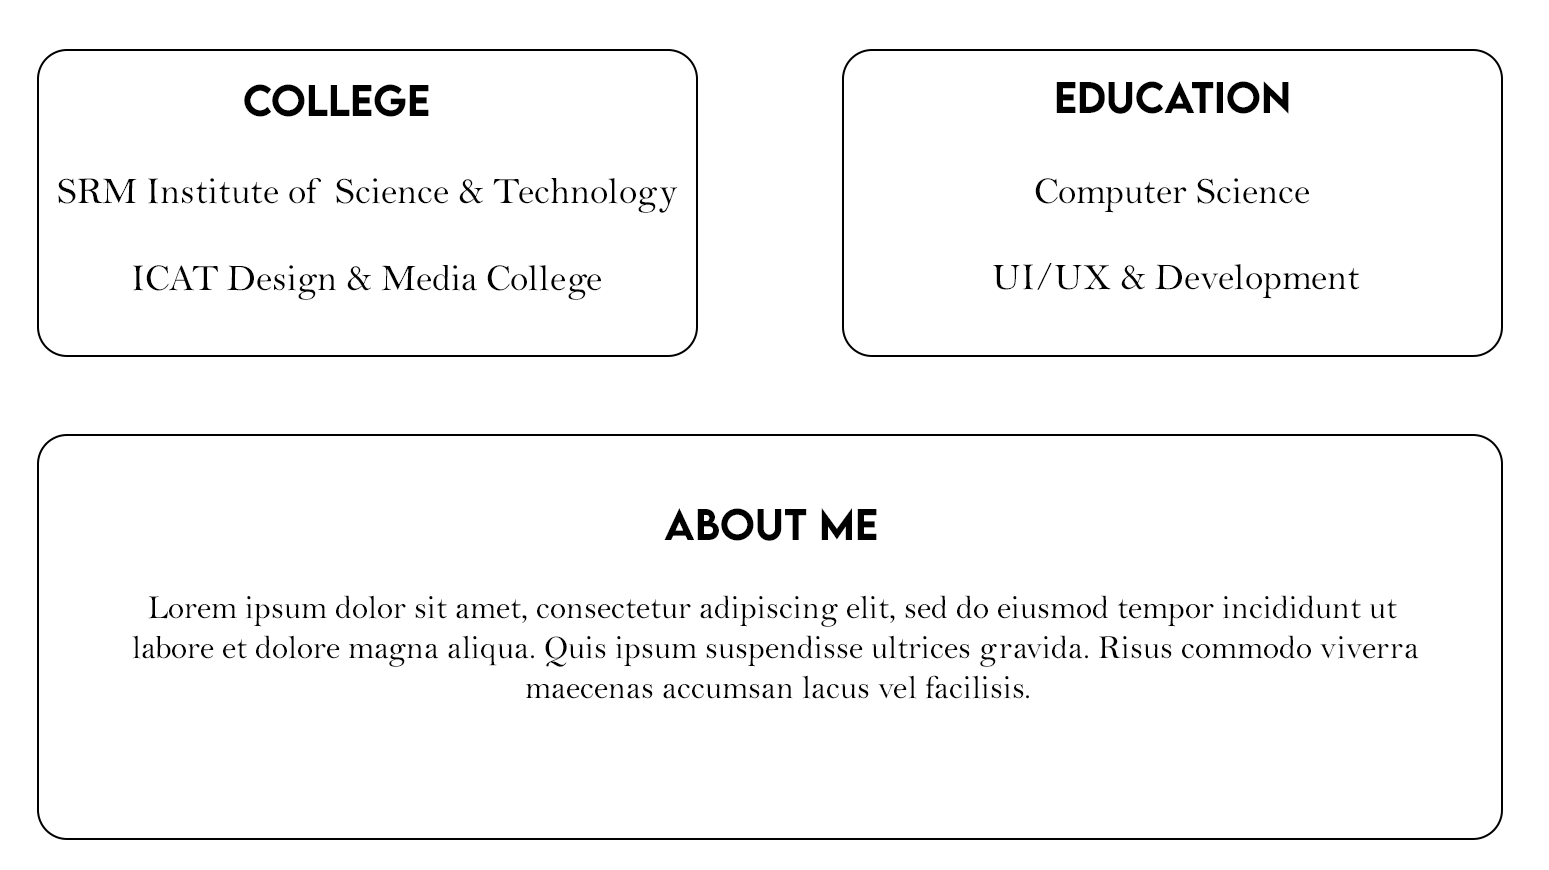 COLLEGE
SRM Institute of Science & Technology
ICAT Design & Media College
EDUCATION
Computer Science
UI/UX & Development
ABOUT ME
Lorem ipsum dolor sit amet, consectetur adipiscing elit, sed do eiusmod tempor incididunt ut
labore et dolore magna aliqua. Quis ipsum suspendisse ultrices gravida. Risus commodo viverra
maecenas accumsan lacus vel facilisis.